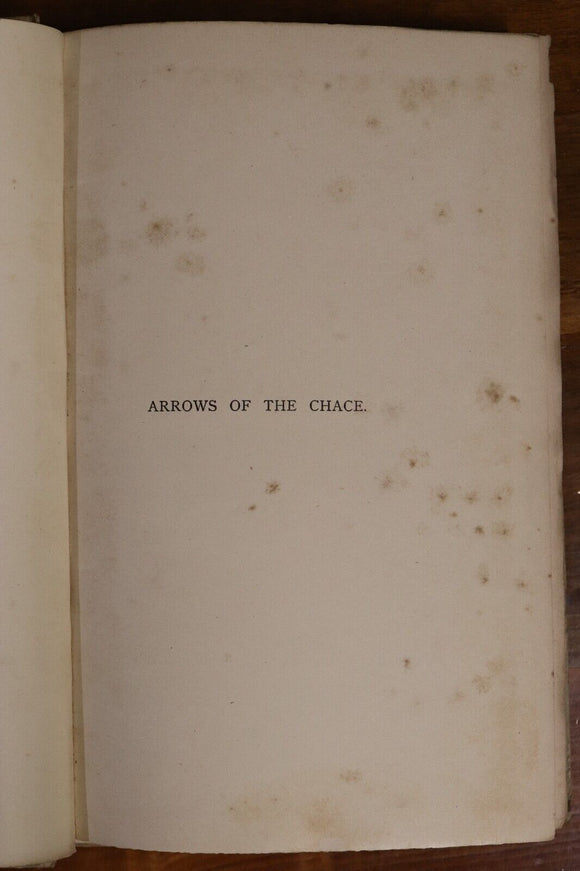 ARROWS OF THE CHACE.